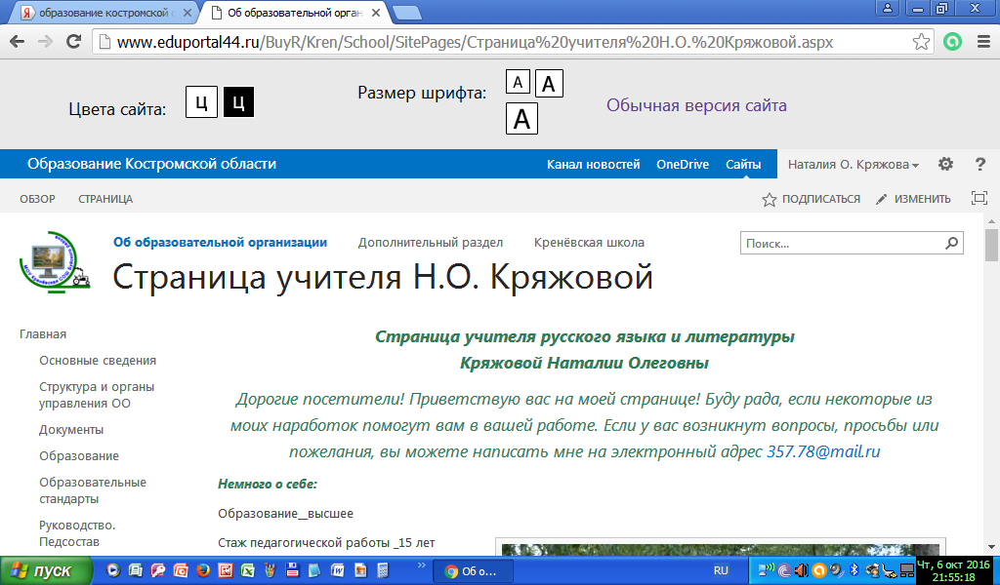 образование костромской
Об образовательной орган
www.eduportal44.ru/BuyR/Kren/School/SitePages/Страница%20учителя%20Н.О.%20Кряжовой.aspx
Цвета сайта: Ц Ц Размер шрифта: А А А Обычная версия сайта
Образование Костромской области Канал новостей OneDrive Сайты Наталия О. Кряжова ?
ОБЗОР СТРАНИЦА ПОДПИСАТЬСЯ ИЗМЕНИТЬ
Об образовательной организации Дополнительный раздел Кренёвская школа Поиск...
Страница учителя Н.О. Кряжовой
Главная
Основные сведения
Структура и органы
управления ОО
Документы
Образование
Образовательные
стандарты
Руководство.
Педсостав
Страница учителя русского языка и литературы
Кряжовой Наталии Олеговны
Дорогие посетители! Приветствую вас на моей странице! Буду рада, если некоторые из
моих наработок помогут вам в вашей работе. Если у вас возникнут вопросы, просьбы или
пожелания, вы можете написать мне на электронный адрес 357.78@mail.ru
Немного о себе:
Образование__высшее
Стаж педагогической работы _15 лет
пуск
Об о...
RU
Чт, 6 окт 2016
21:55:18